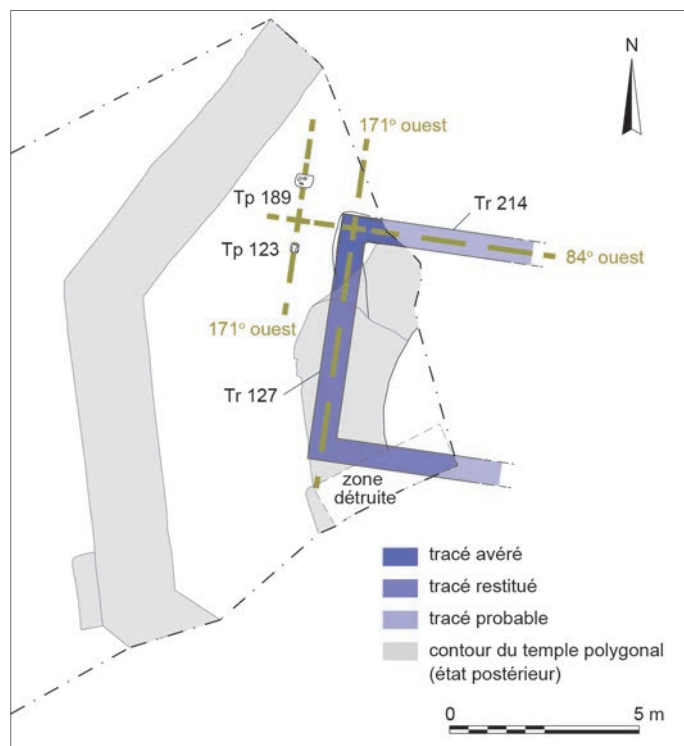 N
171° ouest
Tp 189
Tr 214
Tp 123
84° ouest
171° ouest
Tr 127
zone
détruite
tracé avéré
tracé restitué
tracé probable
contour du temple polygonal
(état postérieur)
0
5 m